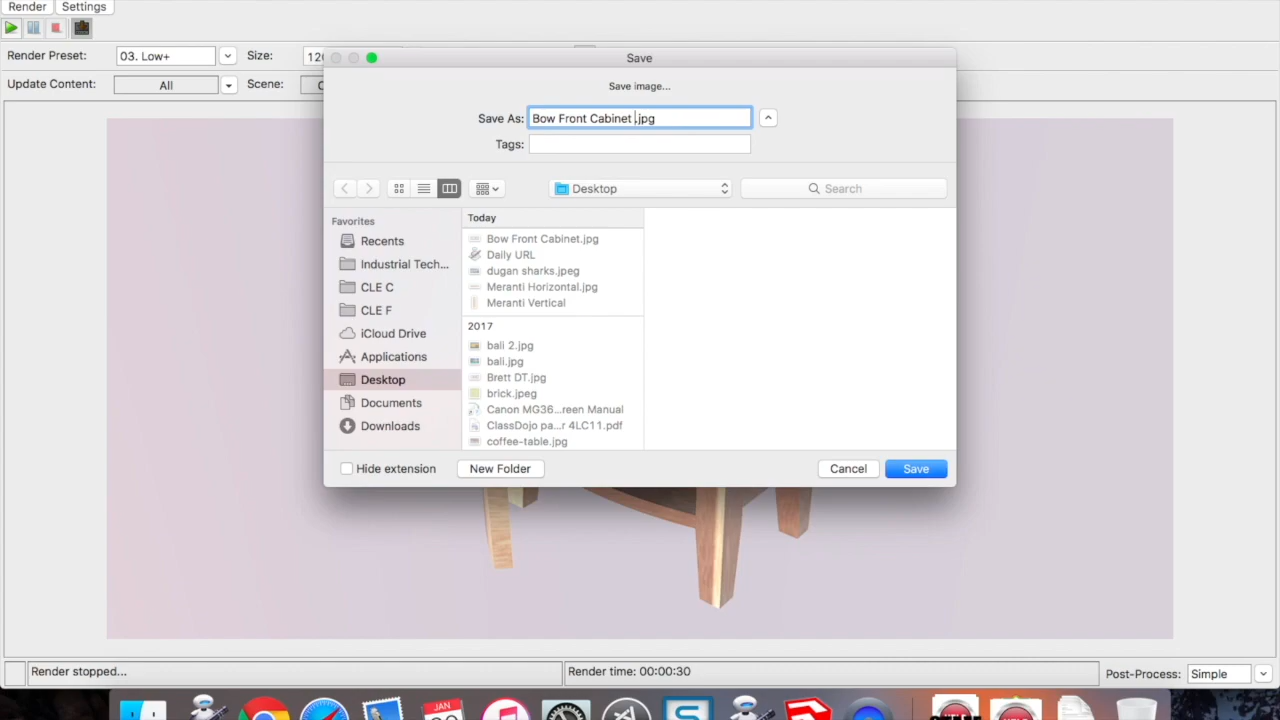 Render Settings
Render Preset: 03. Low+ Size: 120
Update Content: All Scene:
Save
Save image...
Save As: Bow Front Cabinet .jpg
Tags:
Desktop
Search
Favorites
Recents
Industrial Tech...
CLE C
CLE F
iCloud Drive
Applications
Desktop
Documents
Downloads
Today
Bow Front Cabinet.jpg
Daily URL
dugan sharks.jpeg
Meranti Horizontal.jpg
Meranti Vertical
2017
bali 2.jpg
bali.jpg
Brett DT.jpg
brick.jpeg
Canon MG36...reen Manual
ClassDojo pa...r 4LC11.pdf
coffee-table.jpg
Hide extension
New Folder
Cancel
Save
Render stopped...
Render time: 00:00:30
Post-Process: Simple
JAN